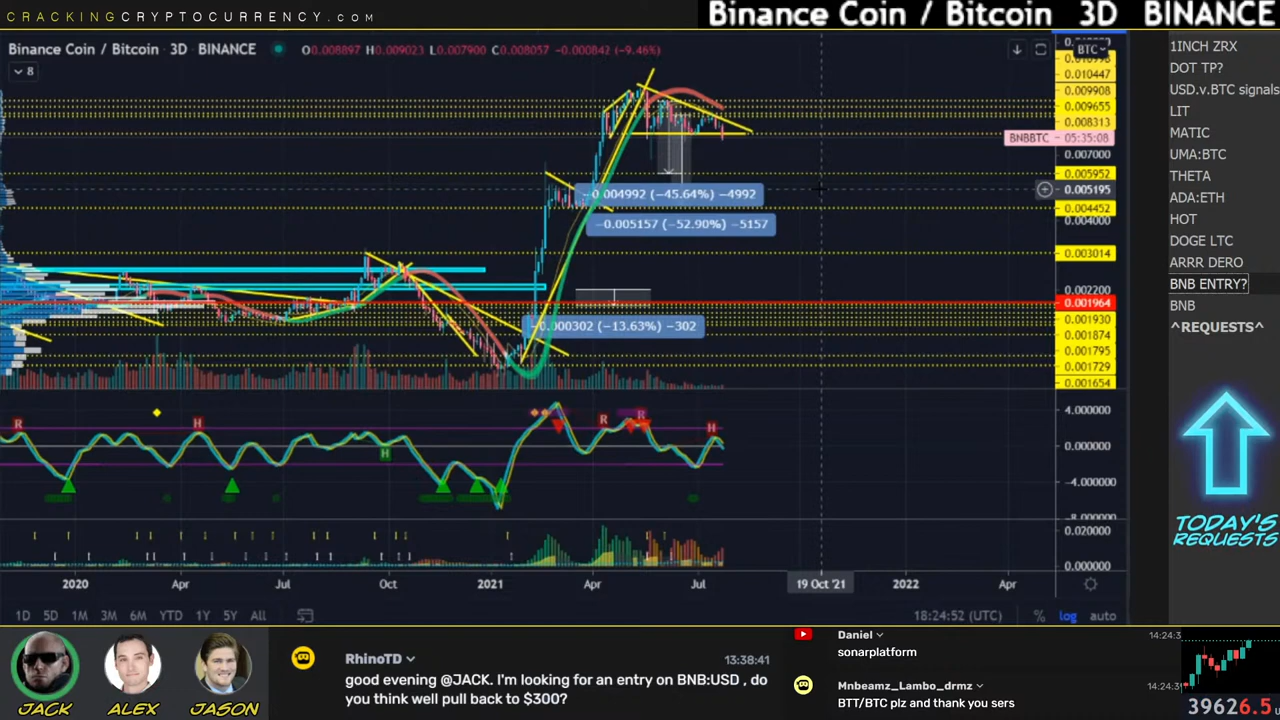 CRACKINGCRYPTOCURRENCY.COM
Binance Coin / Bitcoin 3D BINANCE
Binance Coin / Bitcoin · 3D · BINANCE O0.008897 H0.009023 L0.007900 C0.008057 -0.000842 (-9.46%)
8
BTC
0.010447
0.009908
0.009655
0.008313
BNBBTC 05:35:08
0.007000
0.005952
0.005195
0.004452
0.004000
0.003014
0.002200
0.001964
0.001930
0.001874
0.001795
0.001729
0.001654
-0.004992 (-45.64%) -4992
-0.005157 (-52.90%) -5157
-0.000302 (-13.63%) -302
R
H
H
R
R
H
4.000000
0.000000
-4.000000
-8.000000
0.020000
0.000000
2020 Apr Jul Oct 2021 Apr Jul 19 Oct '21 2022 Apr
1D 5D 1M 3M 6M YTD 1Y 5Y All
18:24:52 (UTC) % log auto
1INCH ZRX
DOT TP?
USD.v.BTC signals
LIT
MATIC
UMA:BTC
THETA
ADA:ETH
HOT
DOGE LTC
ARRR DERO
BNB ENTRY?
BNB
^REQUESTS^
TODAY'S
REQUESTS
JACK
ALEX
JASON
RhinoTD 13:38:41
good evening @JACK. I'm looking for an entry on BNB:USD , do
you think well pull back to $300?
Daniel 14:24:3
sonarplatform
Mnbeamz_Lambo_drmz 14:24:3
BTT/BTC plz and thank you sers
39626.5